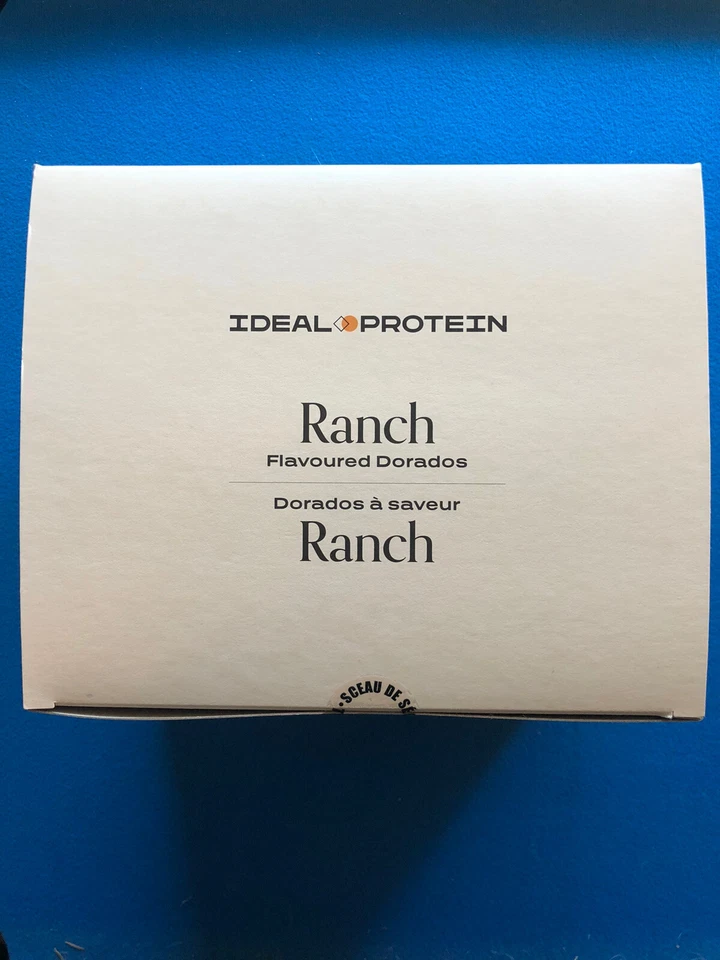 IDEAL PROTEIN
Ranch
Flavoured Dorados
Dorados à saveur
Ranch
SCEAU DE